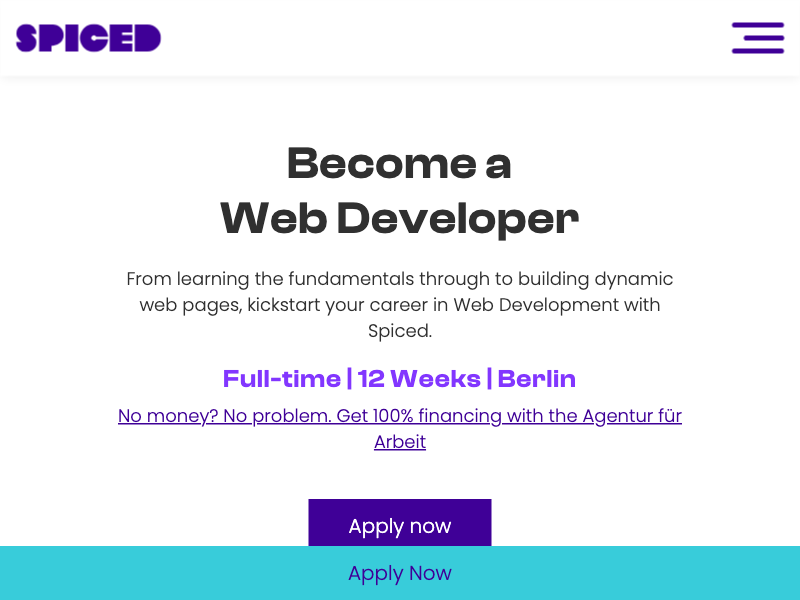 SPICED
Become a
Web Developer
From learning the fundamentals through to building dynamic
web pages, kickstart your career in Web Development with
Spiced.
Full-time | 12 Weeks | Berlin
No money? No problem. Get 100% financing with the Agentur für
Arbeit
Apply now
Apply Now